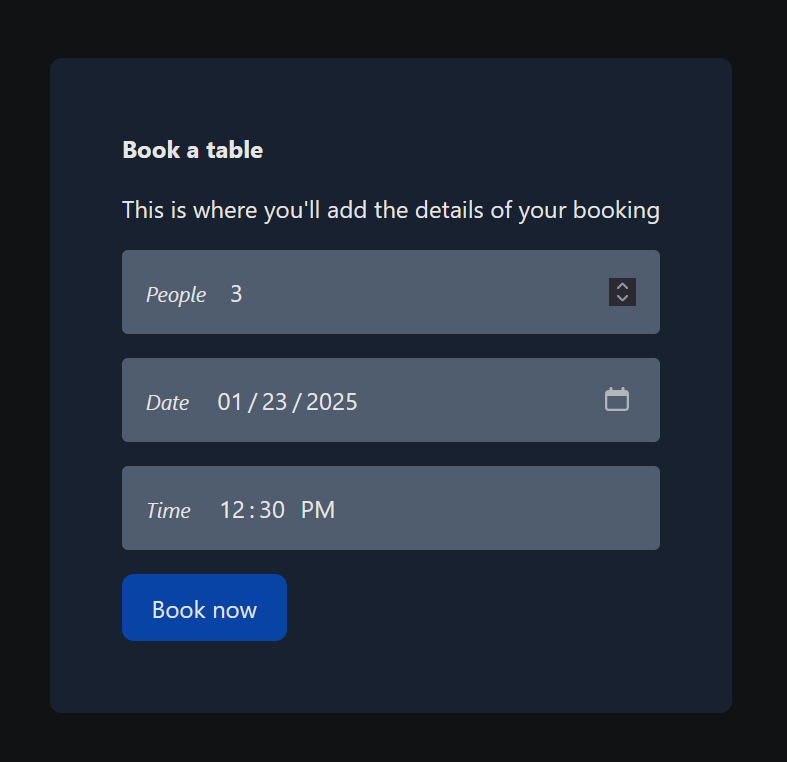 Book a table
This is where you'll add the details of your booking
People 3
Date 01/23/2025
Time 12:30 PM
Book now